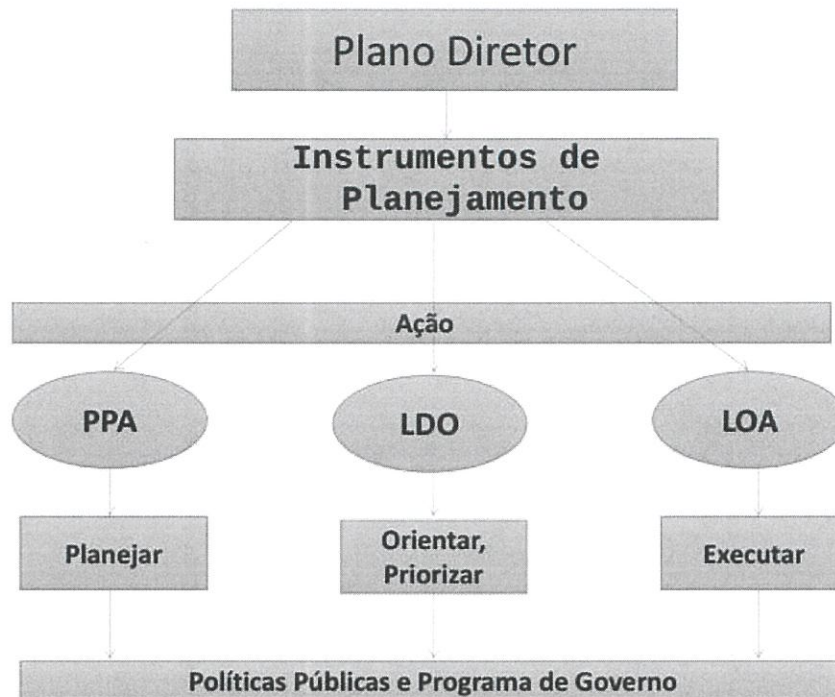 Plano Diretor
Instrumentos de
Planejamento
Ação
PPA
LDO
LOA
Planejar
Orientar,
Priorizar
Executar
Políticas Públicas e Programa de Governo